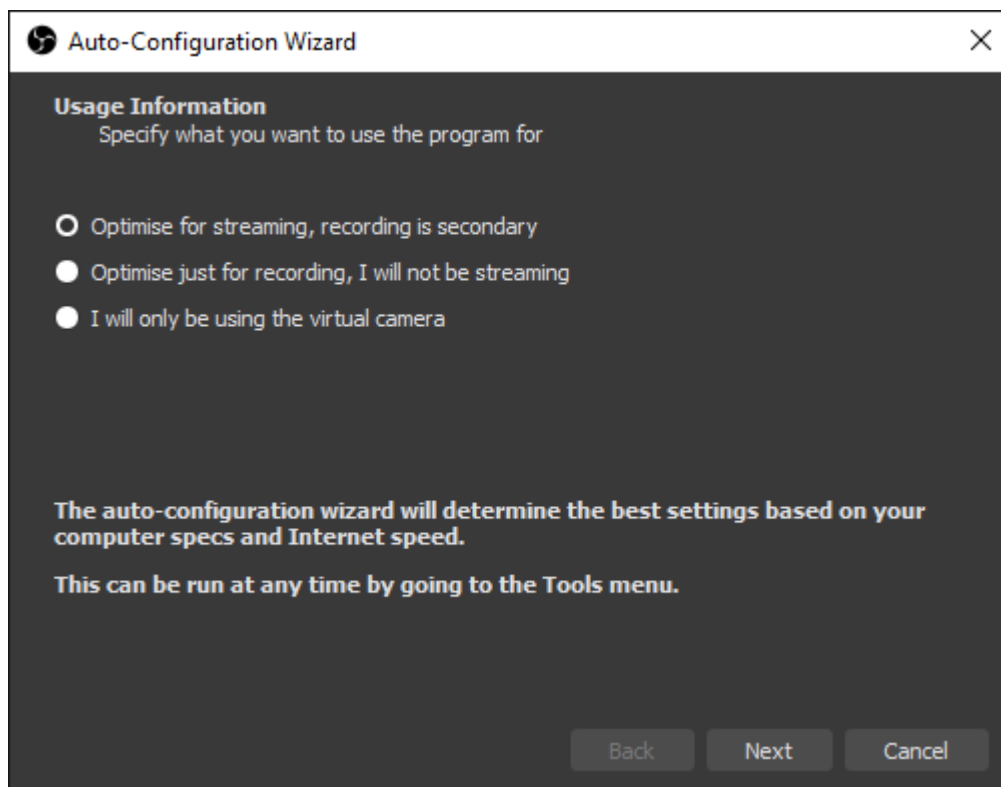 Auto-Configuration Wizard
Usage Information
Specify what you want to use the program for
Optimise for streaming, recording is secondary
Optimise just for recording, I will not be streaming
I will only be using the virtual camera
The auto-configuration wizard will determine the best settings based on your
computer specs and Internet speed.
This can be run at any time by going to the Tools menu.
Back Next Cancel